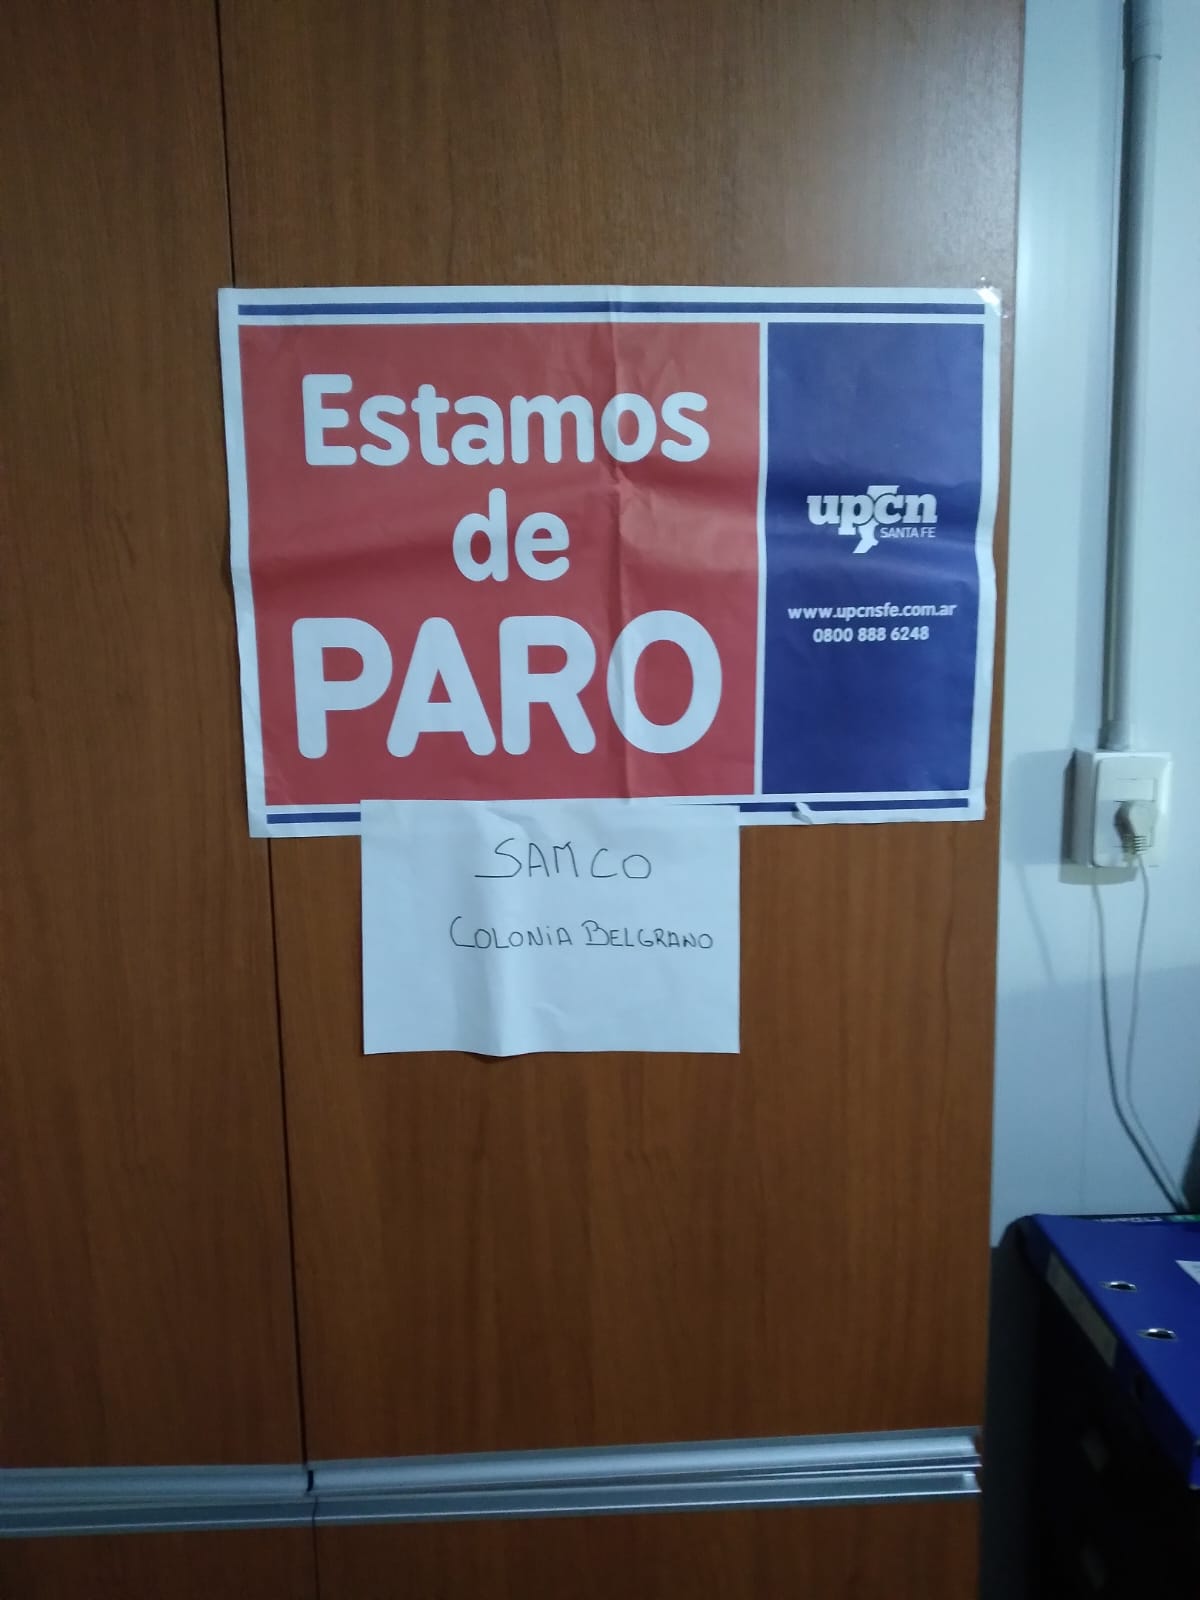 Estamos
de
PARO
upcn
SANTA FE
www.upcnsfe.com.ar
0800 888 6248
SAMCO
COLONIA BELGRANO